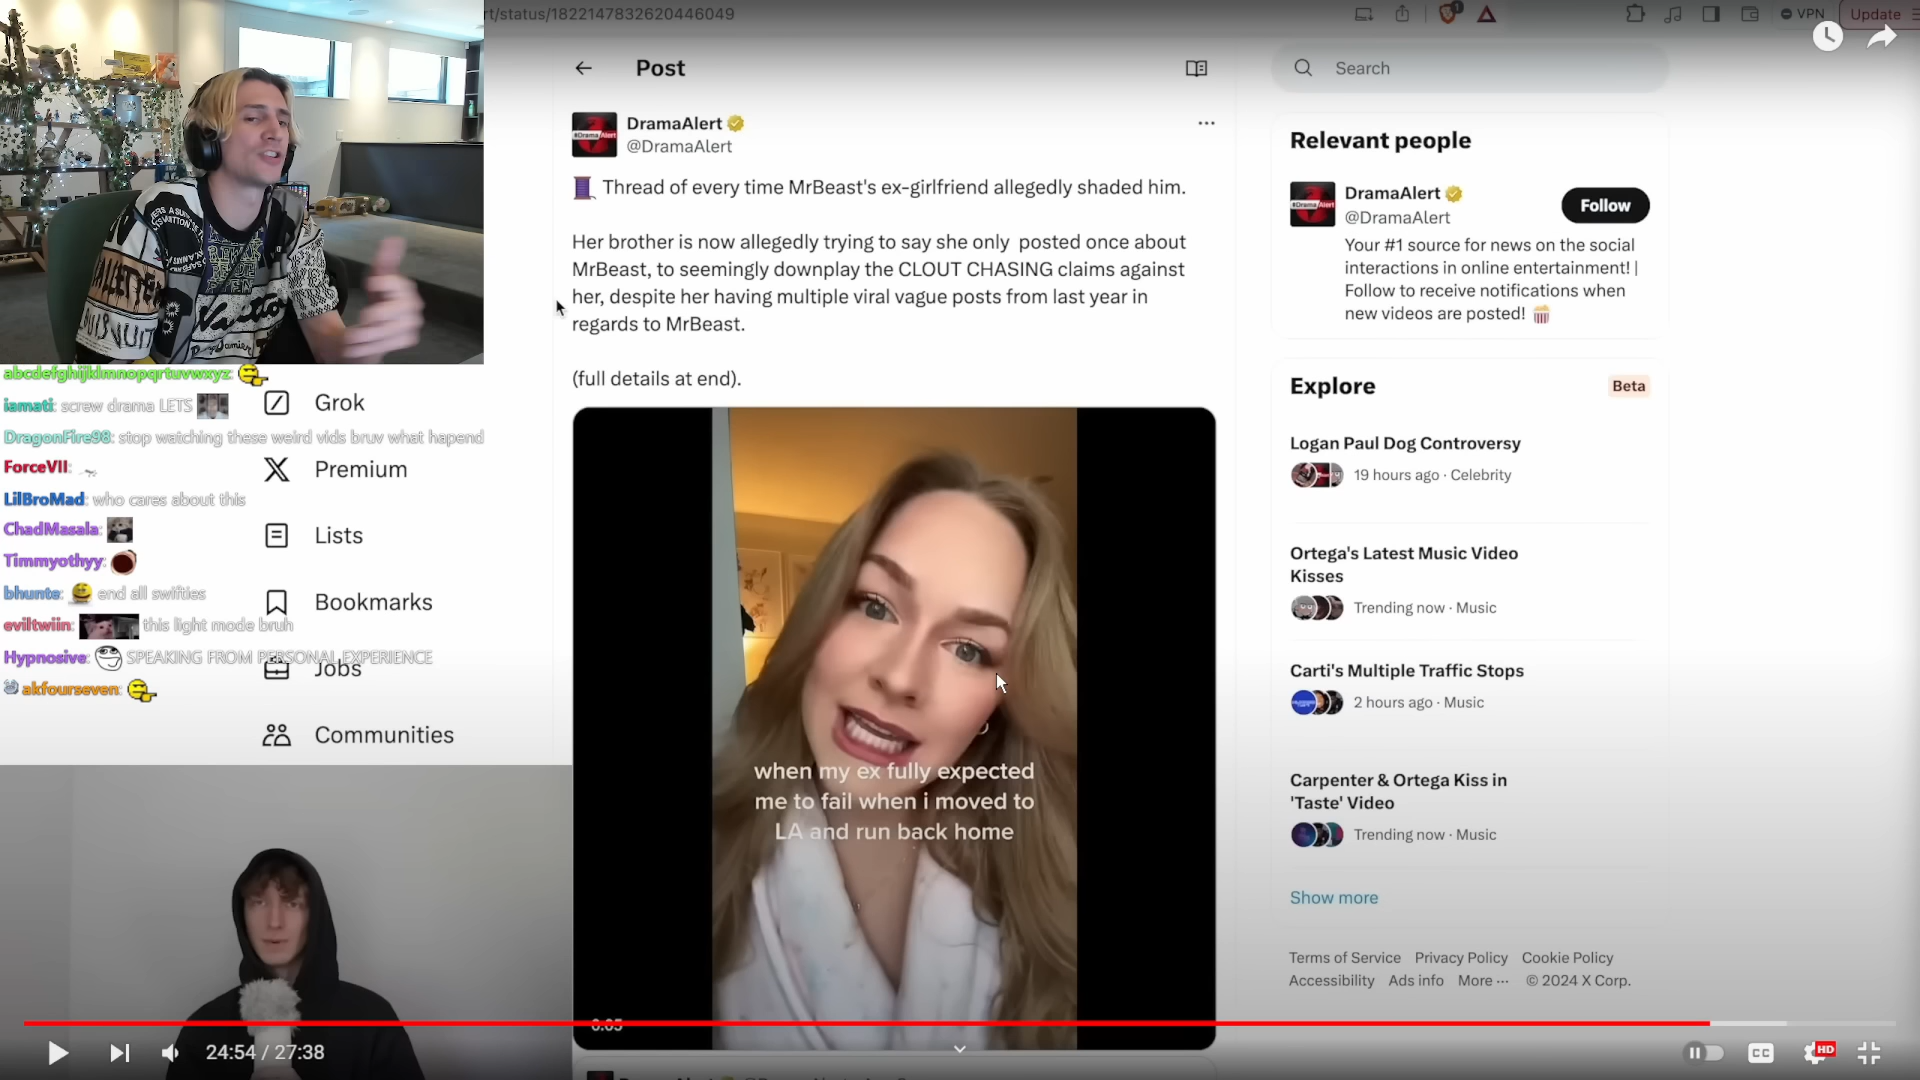 rt/status/1822147832620446049
VPN
Update
Post
Search
DramaAlert
@DramaAlert
Thread of every time MrBeast's ex-girlfriend allegedly shaded him.
Her brother is now allegedly trying to say she only  posted once about
MrBeast, to seemingly downplay the CLOUT CHASING claims against
her, despite her having multiple viral vague posts from last year in
regards to MrBeast.
(full details at end).
when my ex fully expected
me to fail when i moved to
LA and run back home
0:05
Relevant people
DramaAlert
@DramaAlert
Follow
Your #1 source for news on the social
interactions in online entertainment! |
Follow to receive notifications when
new videos are posted!
Explore
Beta
Logan Paul Dog Controversy
19 hours ago · Celebrity
Ortega's Latest Music Video
Kisses
Trending now · Music
Carti's Multiple Traffic Stops
2 hours ago · Music
Carpenter & Ortega Kiss in
'Taste' Video
Trending now · Music
Show more
Terms of Service Privacy Policy Cookie Policy
Accessibility Ads info More ··· © 2024 X Corp.
abcdefghijklmnopqrtuvwxyz:
iamati: screw drama LETS
DragonFire98: stop watching these weird vids bruv what hapend
ForceVII:
LilBroMad: who cares about this
ChadMasala:
Timmyothyy:
bhunte: end all swifties
eviltwiin: this light mode bruh
Hypnosive: SPEAKING FROM PERSONAL EXPERIENCE
akfourseven:
Grok
Premium
Lists
Bookmarks
Jobs
Communities
24:54 / 27:38
CC
HD